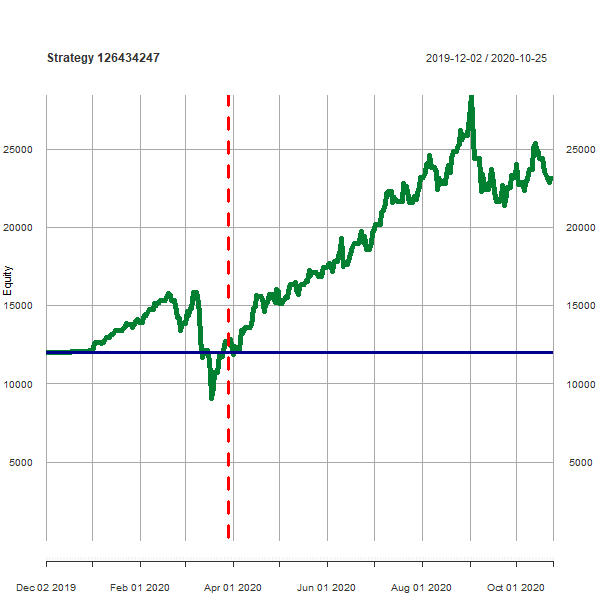 Strategy 126434247
2019-12-02 / 2020-10-25
25000
25000
20000
20000
Equity
15000
15000
10000
10000
5000
5000
Dec 02 2019
Feb 01 2020
Apr 01 2020
Jun 01 2020
Aug 01 2020
Oct 01 2020